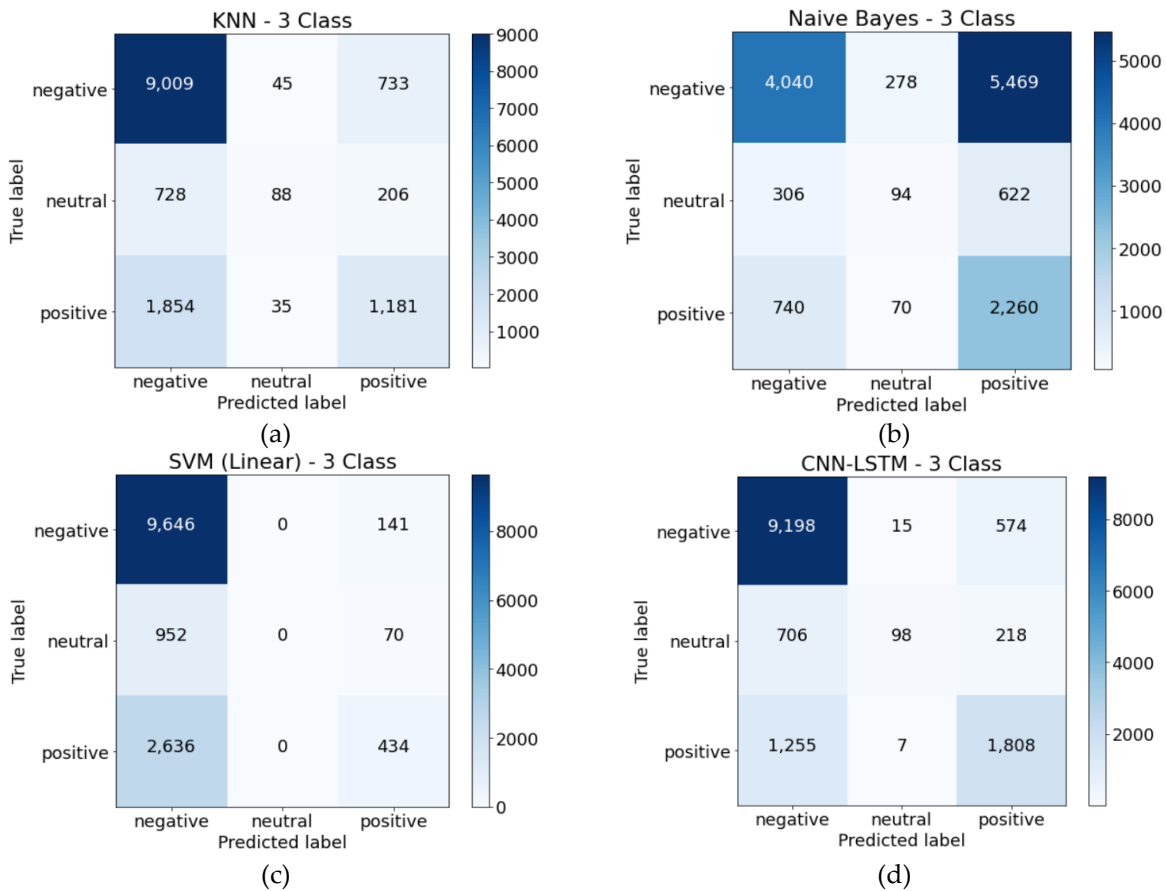 KNN - 3 Class
negative 9,009 45 733
neutral 728 88 206
positive 1,854 35 1,181
True label
negative neutral positive
Predicted label
9000
8000
7000
6000
5000
4000
3000
2000
1000
(a)
Naive Bayes - 3 Class
negative 4,040 278 5,469
neutral 306 94 622
positive 740 70 2,260
True label
negative neutral positive
Predicted label
5000
4000
3000
2000
1000
(b)
SVM (Linear) - 3 Class
negative 9,646 0 141
neutral 952 0 70
positive 2,636 0 434
True label
negative neutral positive
Predicted label
8000
6000
4000
2000
0
(c)
CNN-LSTM - 3 Class
negative 9,198 15 574
neutral 706 98 218
positive 1,255 7 1,808
True label
negative neutral positive
Predicted label
8000
6000
4000
2000
(d)